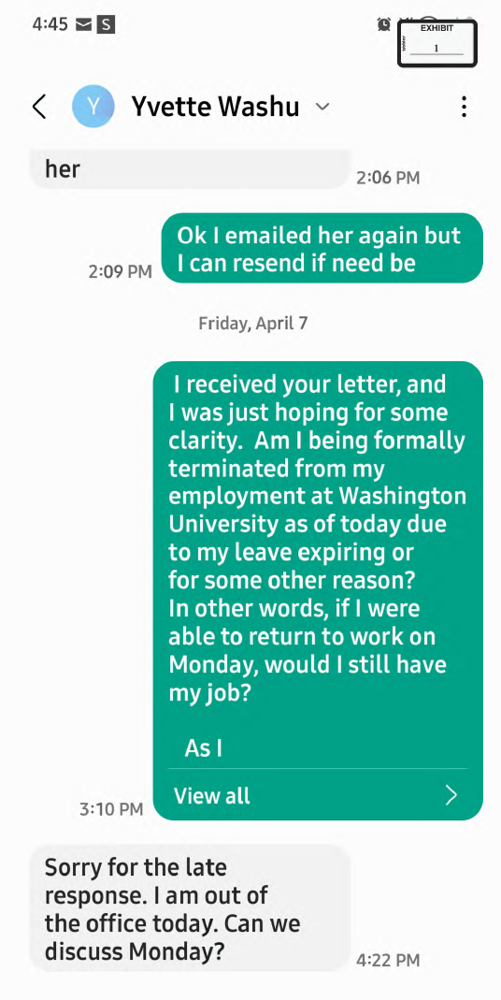 4:45 S
EXHIBIT
1
Y Yvette Washu
her
2:06 PM
Ok I emailed her again but
I can resend if need be
2:09 PM
Friday, April 7
I received your letter, and
I was just hoping for some
clarity.  Am I being formally
terminated from my
employment at Washington
University as of today due
to my leave expiring or
for some other reason?
In other words, if I were
able to return to work on
Monday, would I still have
my job?
As I
View all
3:10 PM
Sorry for the late
response. I am out of
the office today. Can we
discuss Monday?
4:22 PM